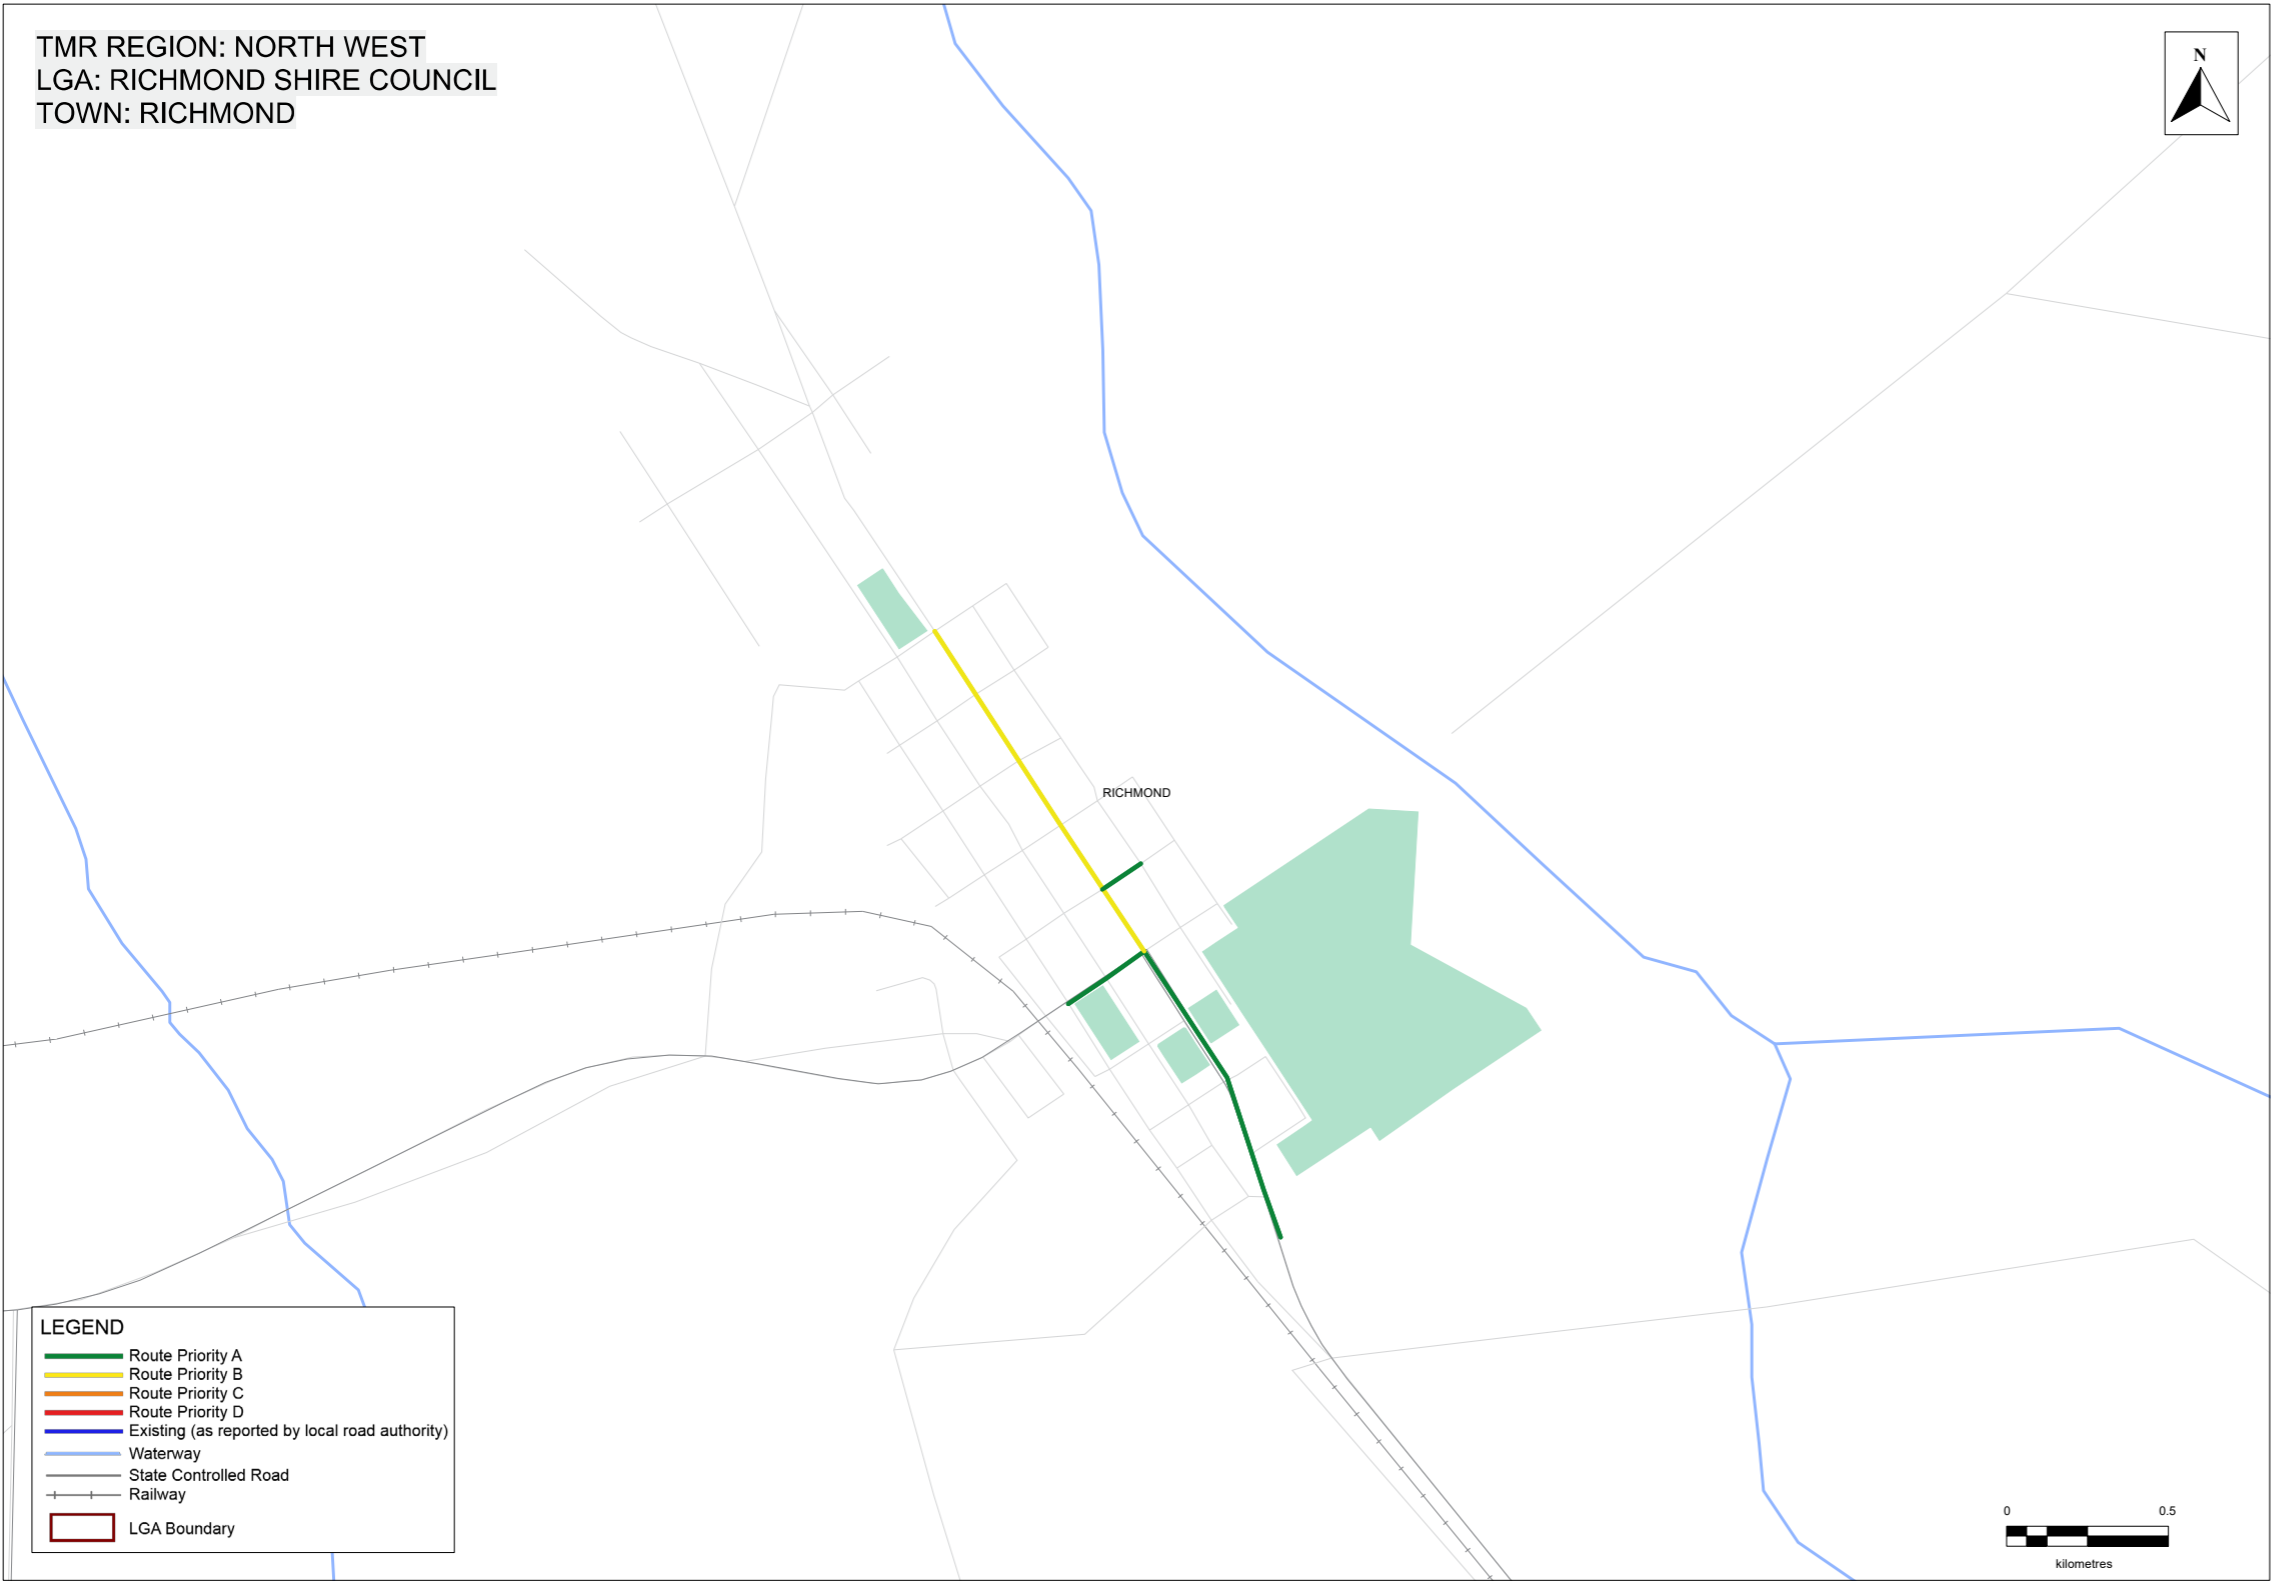 TMR REGION: NORTH WEST
LGA: RICHMOND SHIRE COUNCIL
TOWN: RICHMOND
N
RICHMOND
LEGEND
Route Priority A
Route Priority B
Route Priority C
Route Priority D
Existing (as reported by local road authority)
Waterway
State Controlled Road
Railway
LGA Boundary
0 0.5
kilometres